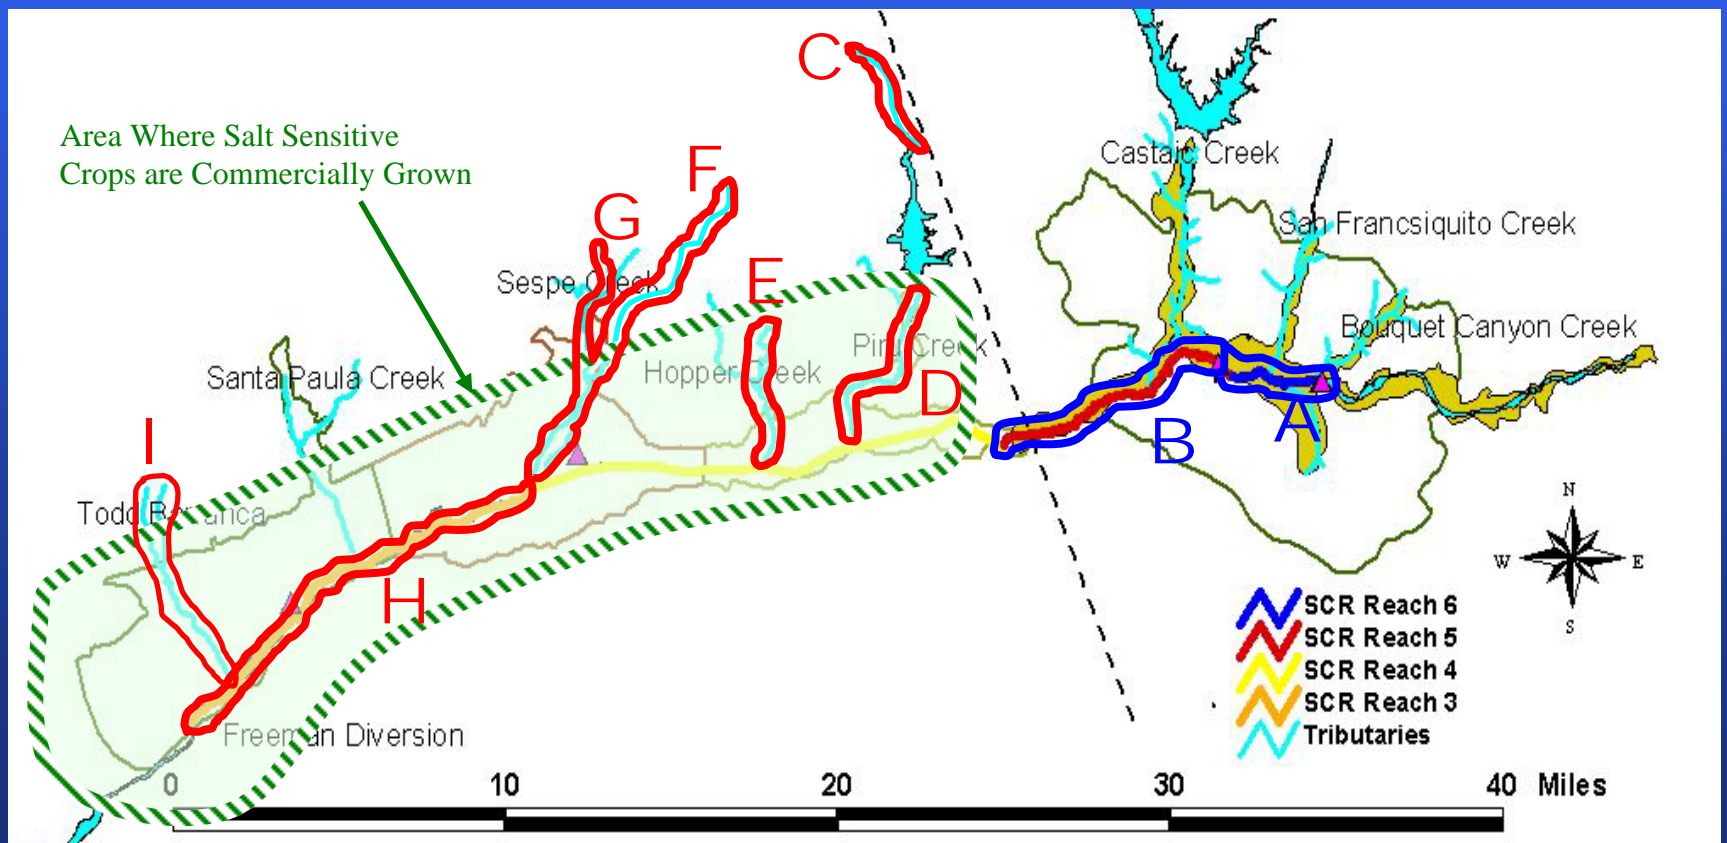 C
Area Where Salt Sensitive
Crops are Commercially Grown
Castaic Creek
F
G
San Francsiquito Creek
Sespe Creek
E
Bouquet Canyon Creek
Piru Creek
Hopper Creek
Santa Paula Creek
D
A
B
I
Todd Barranca
N
W
E
S
H
SCR Reach 6
SCR Reach 5
SCR Reach 4
SCR Reach 3
Tributaries
Freeman Diversion
0 10 20 30 40 Miles